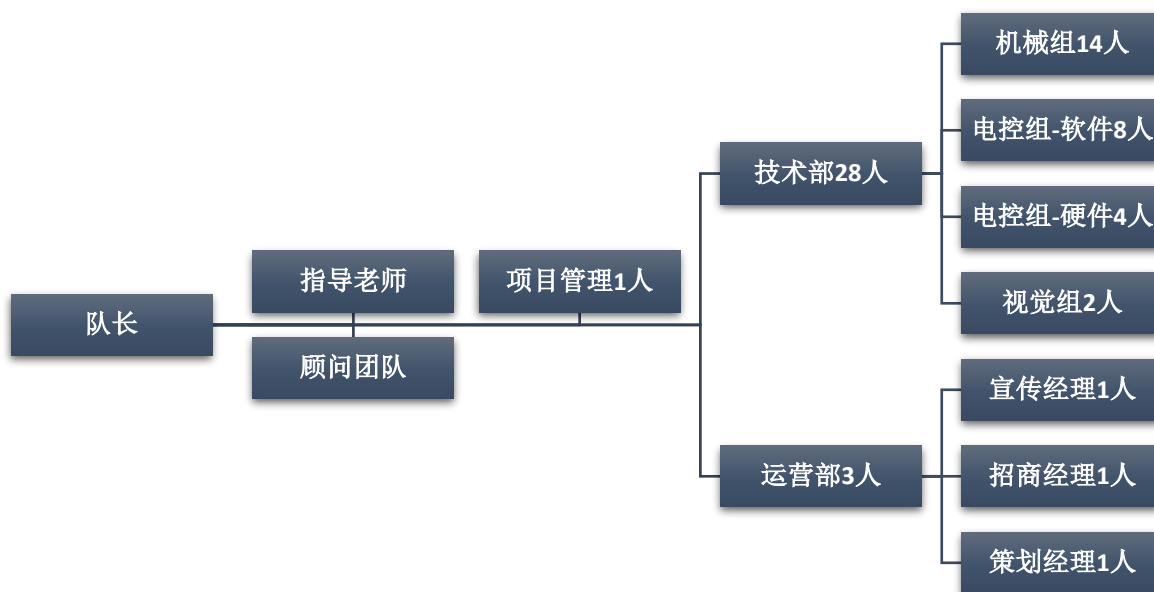 队长
指导老师
顾问团队
项目管理1人
技术部28人
机械组14人
电控组-软件8人
电控组-硬件4人
视觉组2人
运营部3人
宣传经理1人
招商经理1人
策划经理1人